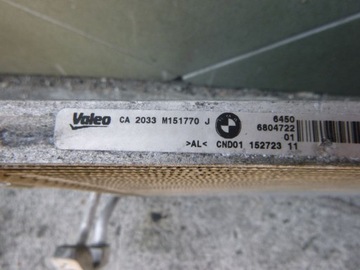 Valeo CA 2033 M151770 J 6450
6804722
01
>AL< CND01 152723 11